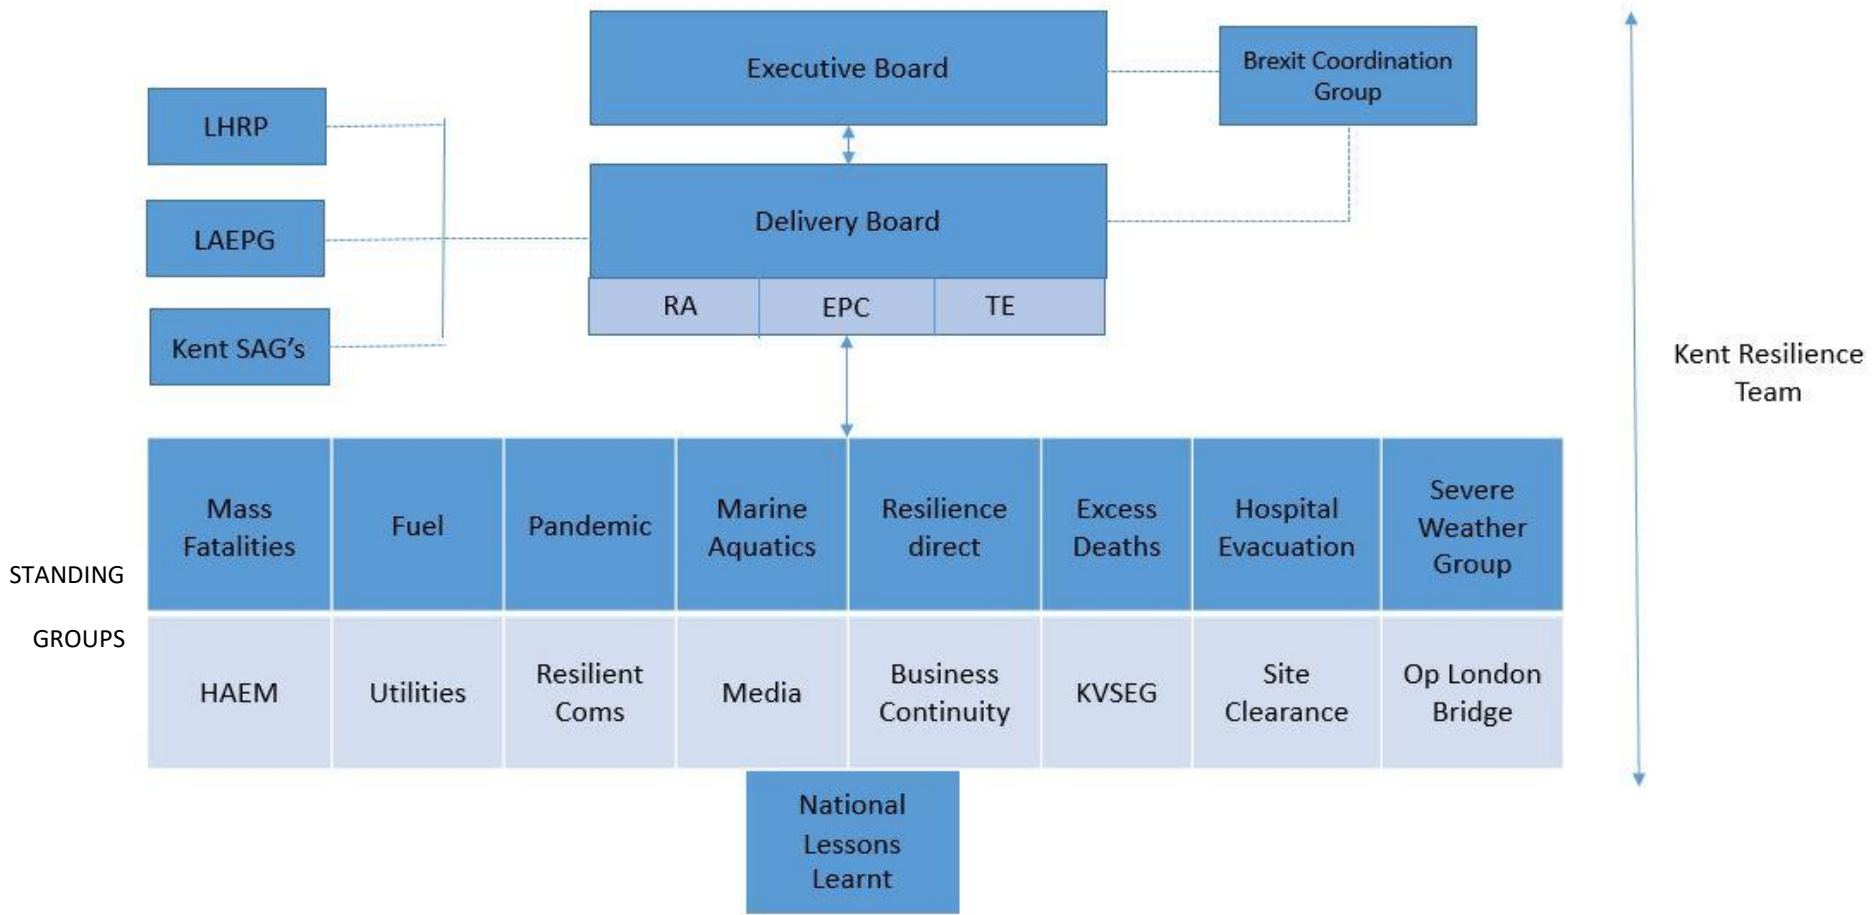 Executive Board
Brexit Coordination
Group
LHRP
LAEPG
Kent SAG's
Delivery Board
RA
EPC
TE
Kent Resilience
Team
STANDING
GROUPS
Mass
Fatalities
Fuel
Pandemic
Marine
Aquatics
Resilience
direct
Excess
Deaths
Hospital
Evacuation
Severe
Weather
Group
HAEM
Utilities
Resilient
Coms
Media
Business
Continuity
KVSEG
Site
Clearance
Op London
Bridge
National
Lessons
Learnt